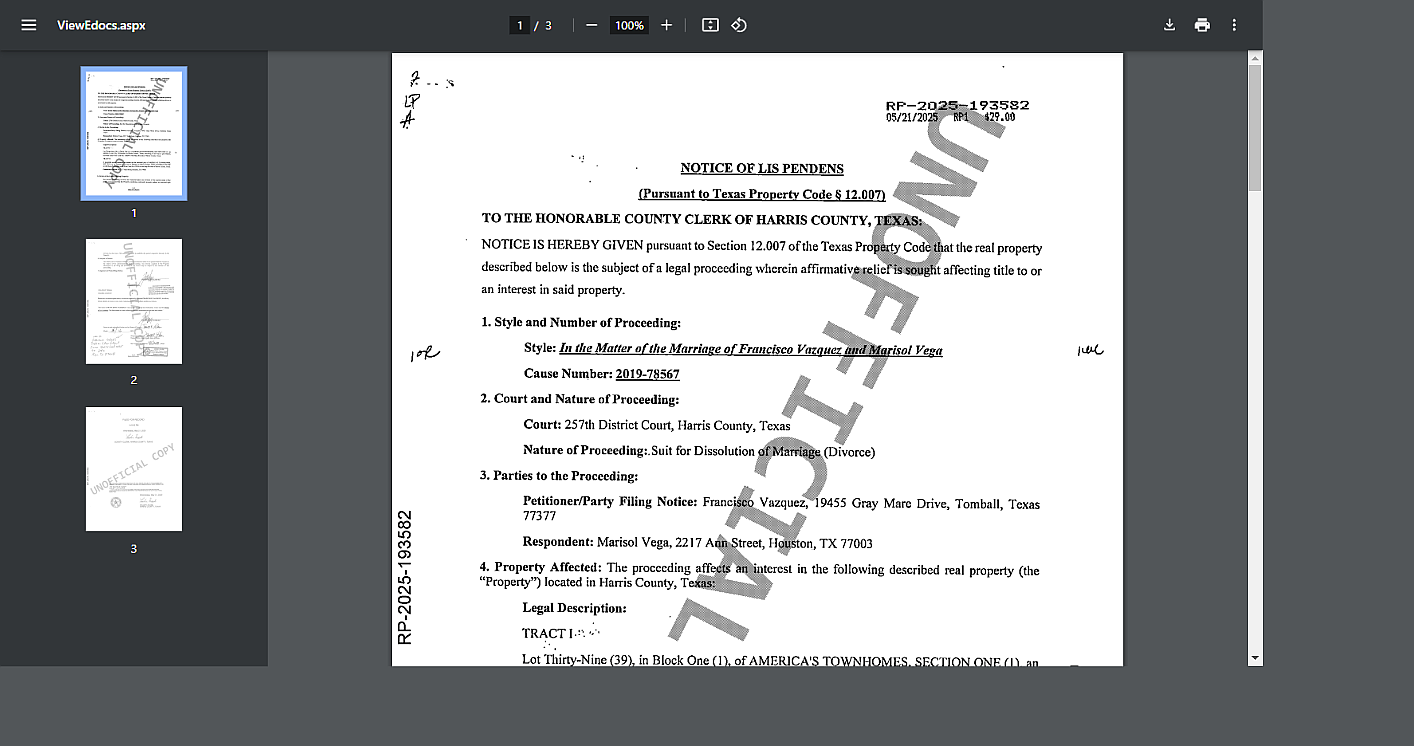 ViewEdocs.aspx
1 / 3
100%
1
2
3
LP
A
RP-2025-193582
05/21/2025 RP1 $29.00
NOTICE OF LIS PENDENS
(Pursuant to Texas Property Code § 12.007)
TO THE HONORABLE COUNTY CLERK OF HARRIS COUNTY, TEXAS:
NOTICE IS HEREBY GIVEN pursuant to Section 12.007 of the Texas Property Code that the real property
described below is the subject of a legal proceeding wherein affirmative relief is sought affecting title to or
an interest in said property.
1. Style and Number of Proceeding:
Style: In the Matter of the Marriage of Francisco Vazquez and Marisol Vega
Cause Number: 2019-78567
2. Court and Nature of Proceeding:
Court: 257th District Court, Harris County, Texas
Nature of Proceeding: Suit for Dissolution of Marriage (Divorce)
3. Parties to the Proceeding:
Petitioner/Party Filing Notice: Francisco Vazquez, 19455 Gray Mare Drive, Tomball, Texas
77377
Respondent: Marisol Vega, 2217 Ann Street, Houston, TX 77003
4. Property Affected: The proceeding affects an interest in the following described real property (the
“Property”) located in Harris County, Texas:
Legal Description:
TRACT I
Lot Thirty-Nine (39), in Block One (1), of AMERICA'S TOWNHOMES, SECTION ONE (1), an
RP-2025-193582
UNOFFICIAL
UNOFFICIAL COPY
UNOFFICIAL COPY
UNOFFICIAL COPY